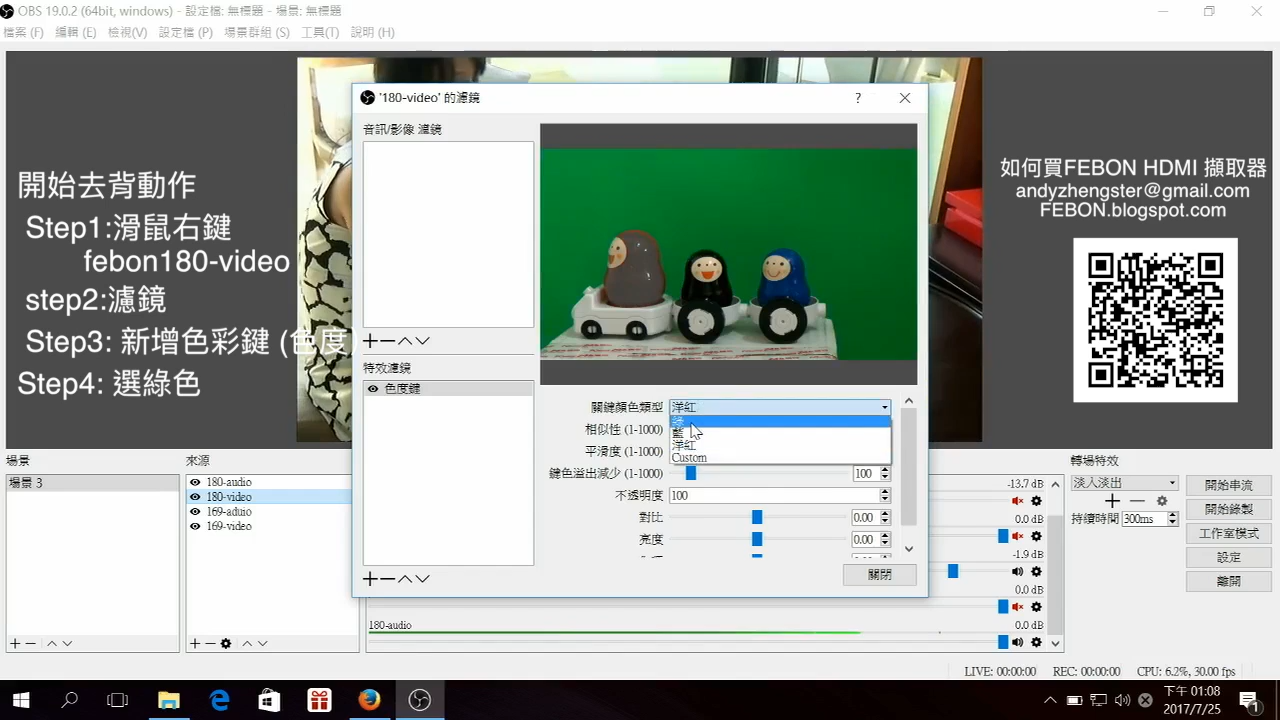 OBS 19.0.2 (64bit, windows) - 設定檔: 無標題 - 場景: 無標題
檔案 (F) 編輯 (E) 檢視(V) 設定檔 (P) 場景群組 (S) 工具(T) 說明 (H)
開始去背動作
Step1:滑鼠右鍵
febon180-video
step2:濾鏡
Step3: 新增色彩鍵 (色度)
Step4: 選綠色
'180-video' 的濾鏡
?
音訊/影像 濾鏡
特效濾鏡
色度鍵
關鍵顏色類型 洋紅
綠
藍
洋紅
Custom
相似性 (1-1000)
平滑度 (1-1000)
鍵色溢出減少 (1-1000) 100
不透明度 100
對比 0.00
亮度 0.00
關閉
如何買FEBON HDMI 擷取器
andyzhengster@gmail.com
FEBON.blogspot.com
場景
場景 3
來源
180-audio
180-video
169-aduio
169-video
-13.7 dB
0.0 dB
-1.9 dB
0.0 dB
180-audio 0.0 dB
轉場特效
淡入淡出
持續時間 300ms
開始串流
開始錄製
工作室模式
設定
離開
LIVE: 00:00:00 REC: 00:00:00 CPU: 6.2%, 30.00 fps
下午 01:08
2017/7/25
1